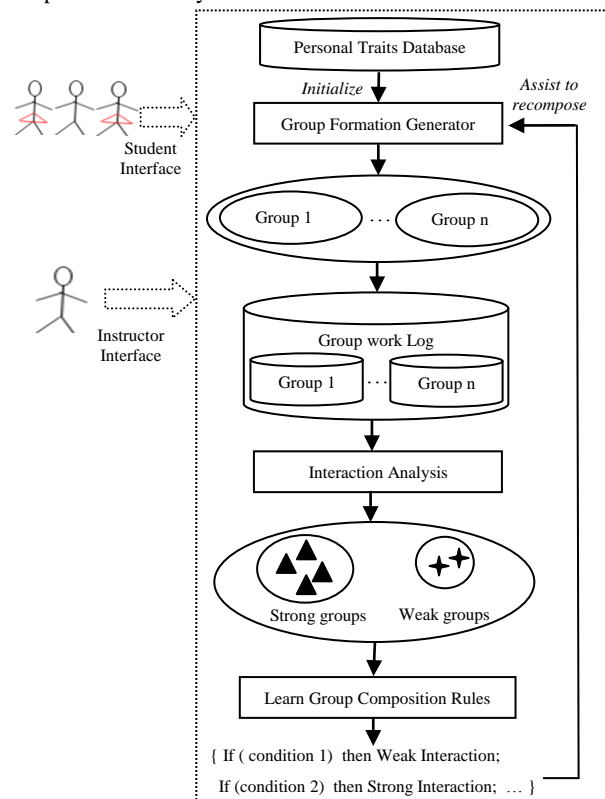 Personal Traits Database
Initialize
Assist to
recompose
Group Formation Generator
Student
Interface
Group 1
...
Group n
Instructor
Interface
Group work Log
Group 1
...
Group n
Interaction Analysis
Strong groups
Weak groups
Learn Group Composition Rules
{ If ( condition 1) then Weak Interaction;
If (condition 2) then Strong Interaction; ... }